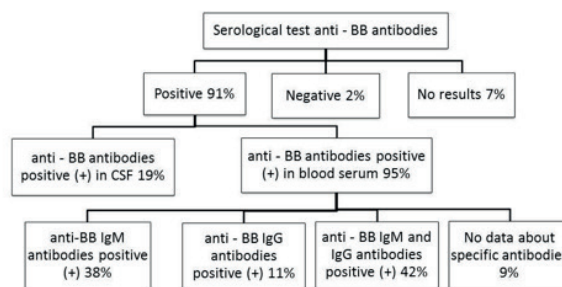 Serological test anti - BB antibodies
Positive 91%
Negative 2%
No results 7%
anti - BB antibodies
positive (+) in CSF 19%
anti - BB antibodies positive
(+) in blood serum 95%
anti-BB IgM
antibodies positive
(+) 38%
anti - BB IgG
antibodies
positive (+) 11%
anti - BB IgM and
IgG antibodies
positive (+) 42%
No data about
specific antibodie
9%